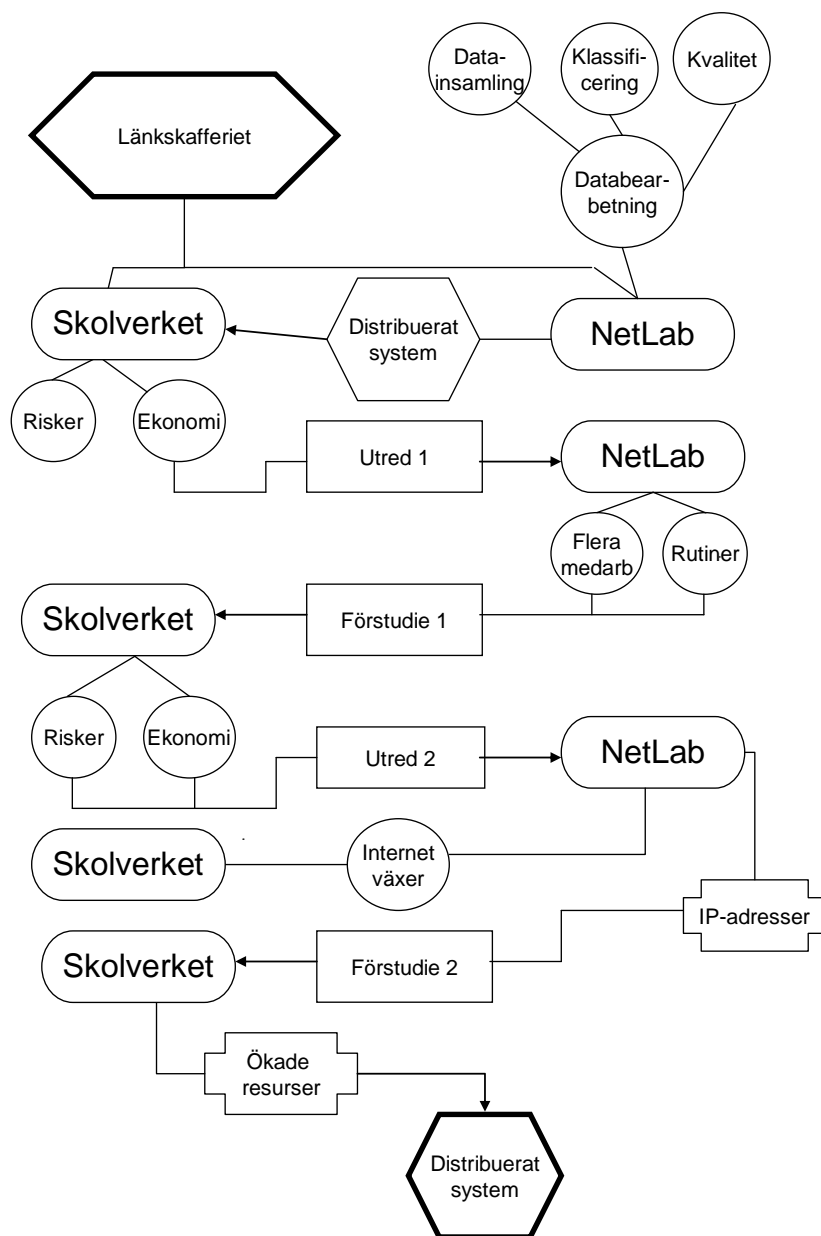 Data-
insamling
Klassifi-
cering
Kvalitet
Länkskafferiet
Databear-
betning
Skolverket
Distribuerat
system
NetLab
Risker
Ekonomi
Utred 1
NetLab
Flera
medarb
Rutiner
Skolverket
Förstudie 1
Risker
Ekonomi
Utred 2
NetLab
Skolverket
Internet
växer
IP-adresser
Skolverket
Förstudie 2
Ökade
resurser
Distribuerat
system